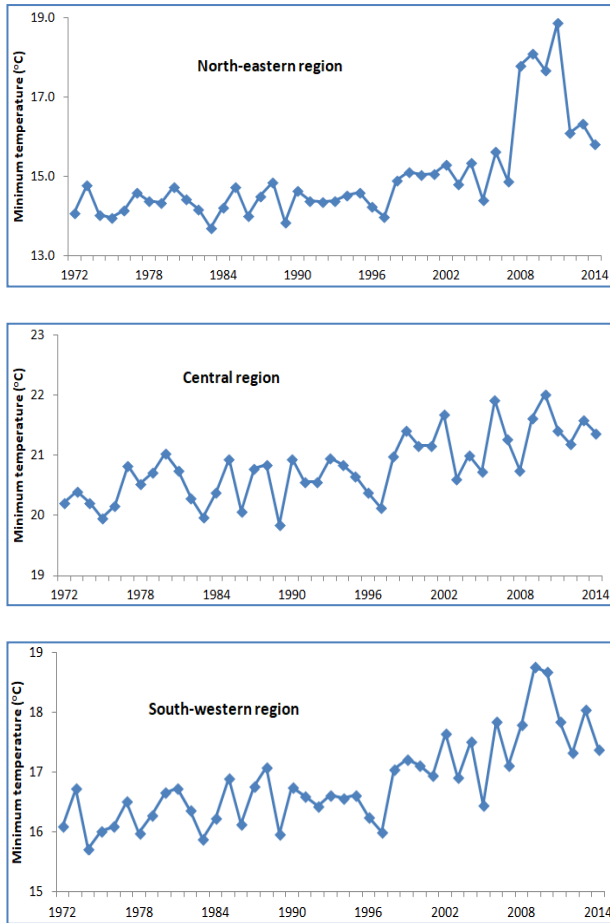 19.0
17.0
15.0
13.0
Minimum temperature (°C)
North-eastern region
1972 1978 1984 1990 1996 2002 2008 2014
23
22
21
20
19
Minimum temperature (°C)
Central region
1972 1978 1984 1990 1996 2002 2008 2014
19
18
17
16
15
Minimum temperature (°C)
South-western region
1972 1978 1984 1990 1996 2002 2008 2014